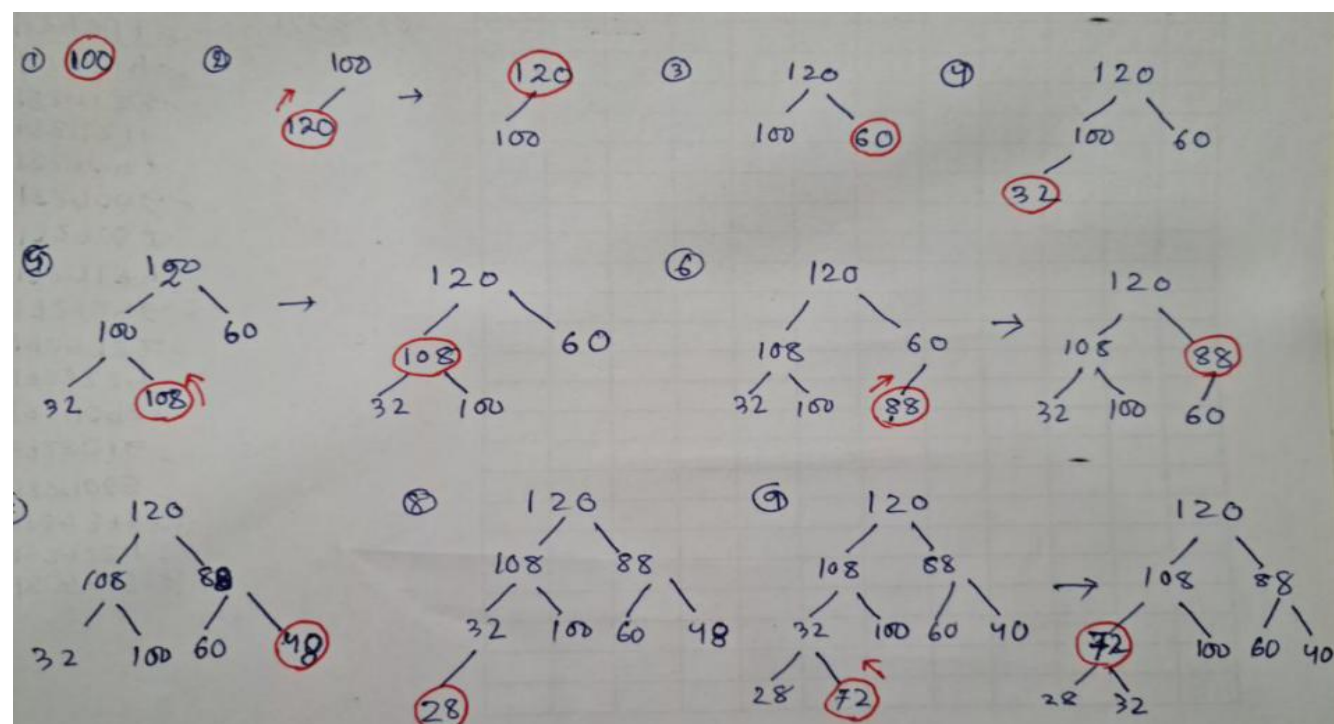 ① 100 ② 100 → 120 ③ 120 ④ 120
120 100 100 60 100 60
32
⑤ 120 → 120 ⑥ 120 → 120
100 60 108 60 108 60 108 88
32 108 32 100 32 100 88 32 100 60
120 ⑧ 120 ⑨ 120 → 120
108 88 108 88 108 88 108 88
32 100 60 48 32 100 60 48 32 100 60 40 72 100 60 40
28 28 72 28 32